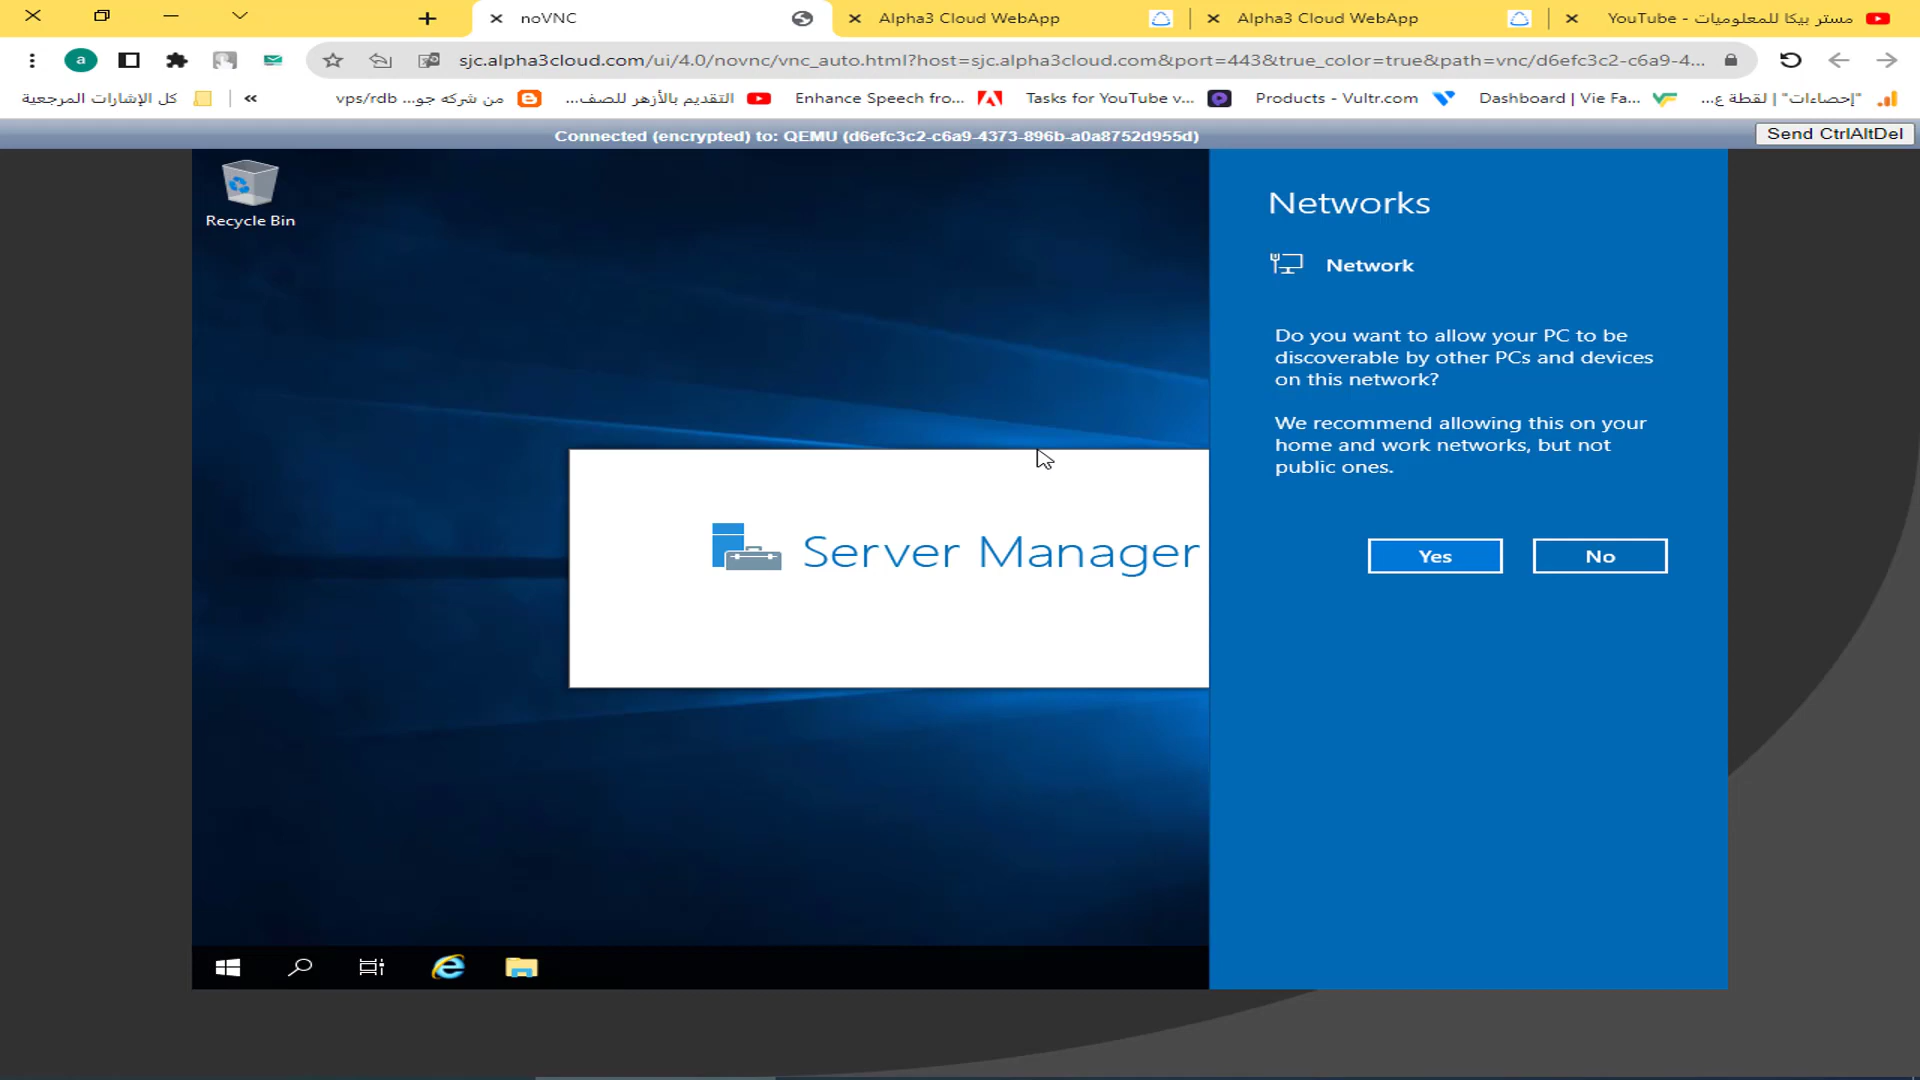 noVNC
Alpha3 Cloud WebApp
Alpha3 Cloud WebApp
مستر بيكا للمعلوميات - YouTube
a
sjc.alpha3cloud.com/ui/4.0/novnc/vnc_auto.html?host=sjc.alpha3cloud.com&port=443&true_color=true&path=vnc/d6efc3c2-c6a9-4...
كل الإشارات المرجعية
من شركه جو... vps/rdb
التقديم بالأزهر للصف...
Enhance Speech fro...
Tasks for YouTube v...
Products - Vultr.com
Dashboard | Vie Fa...
"إحصاءات" | لقطة ع...
Connected (encrypted) to: QEMU (d6efc3c2-c6a9-4373-896b-a0a8752d955d)
Send CtrlAltDel
Recycle Bin
Server Manager
Networks
Network
Do you want to allow your PC to be
discoverable by other PCs and devices
on this network?
We recommend allowing this on your
home and work networks, but not
public ones.
Yes
No